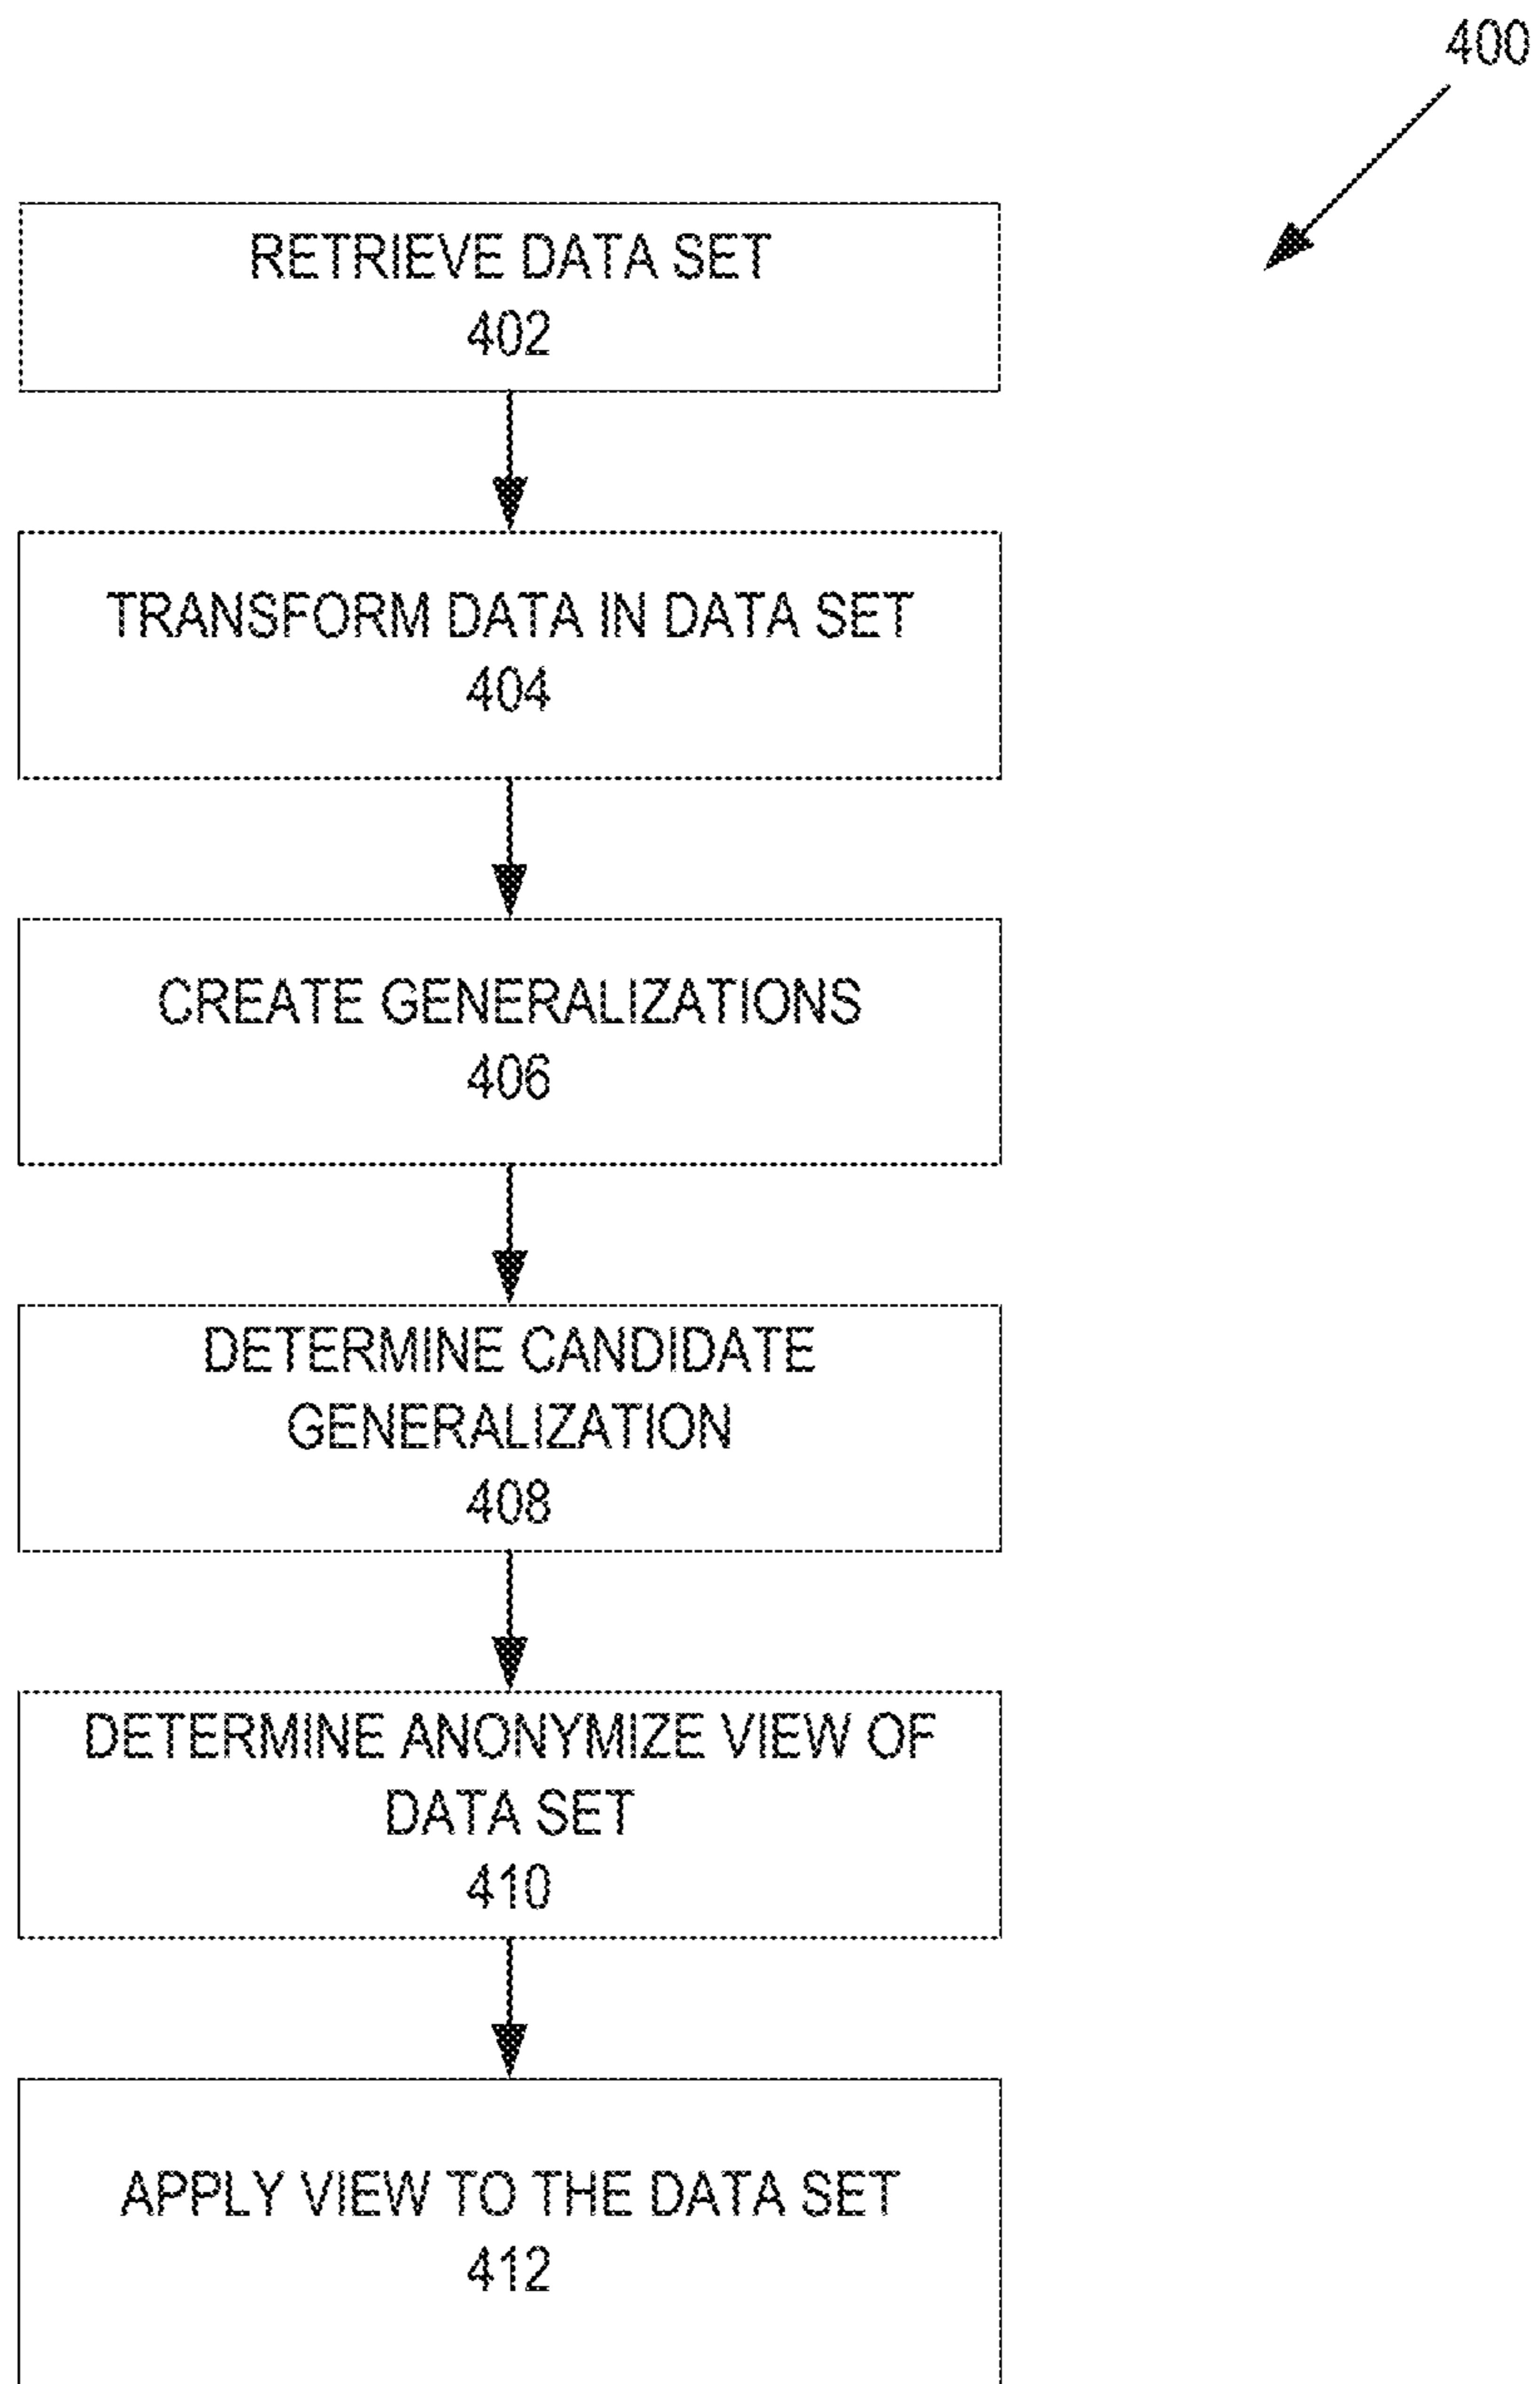 400
RETRIEVE DATA SET
402
TRANSFORM DATA IN DATA SET
404
CREATE GENERALIZATIONS
406
DETERMINE CANDIDATE
GENERALIZATION
408
DETERMINE ANONYMIZE VIEW OF
DATA SET
410
APPLY VIEW TO THE DATA SET
412